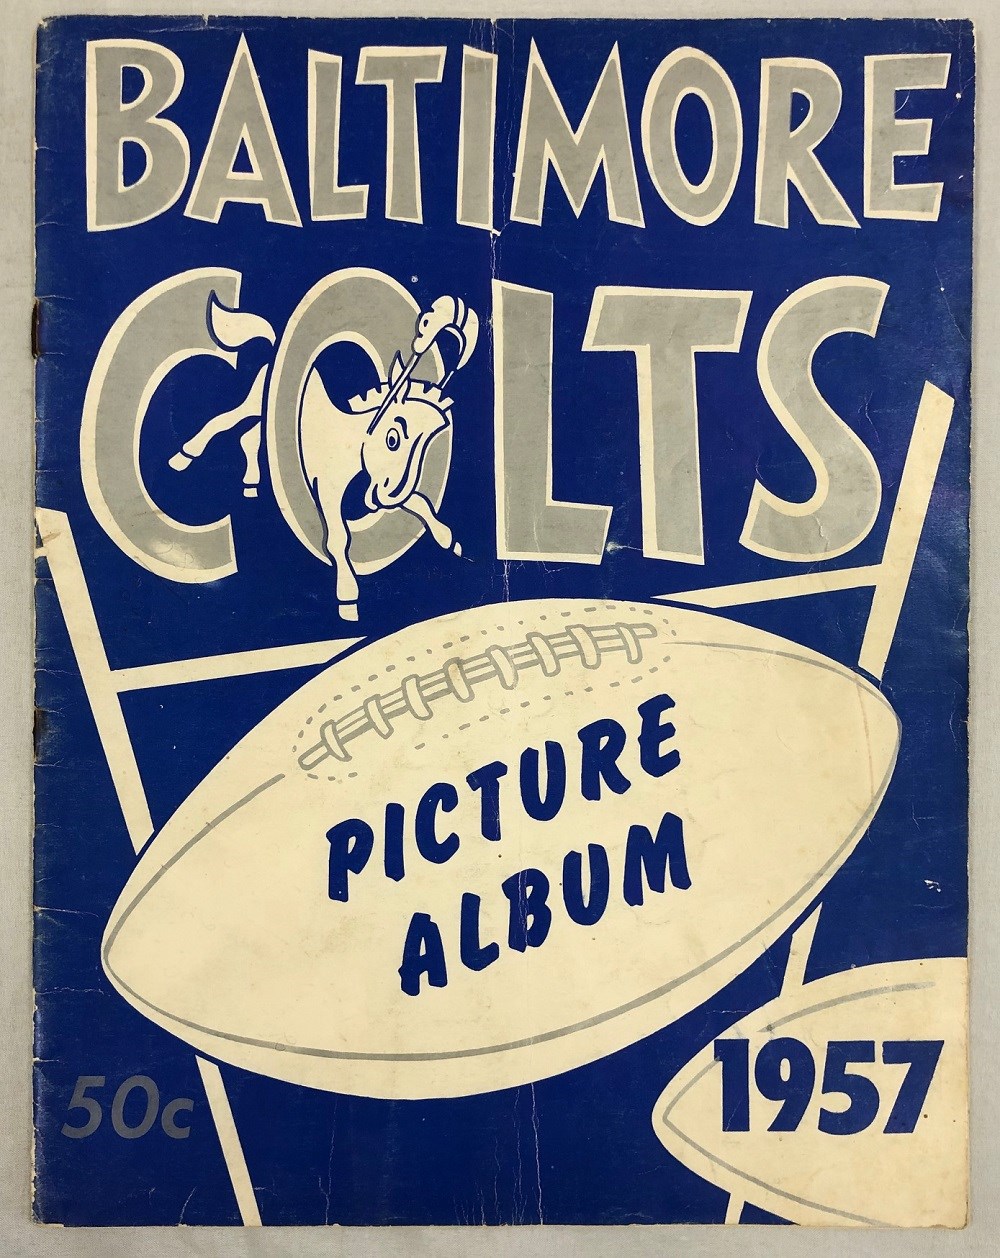 BALTIMORE
COLTS
PICTURE
ALBUM
1957
50c